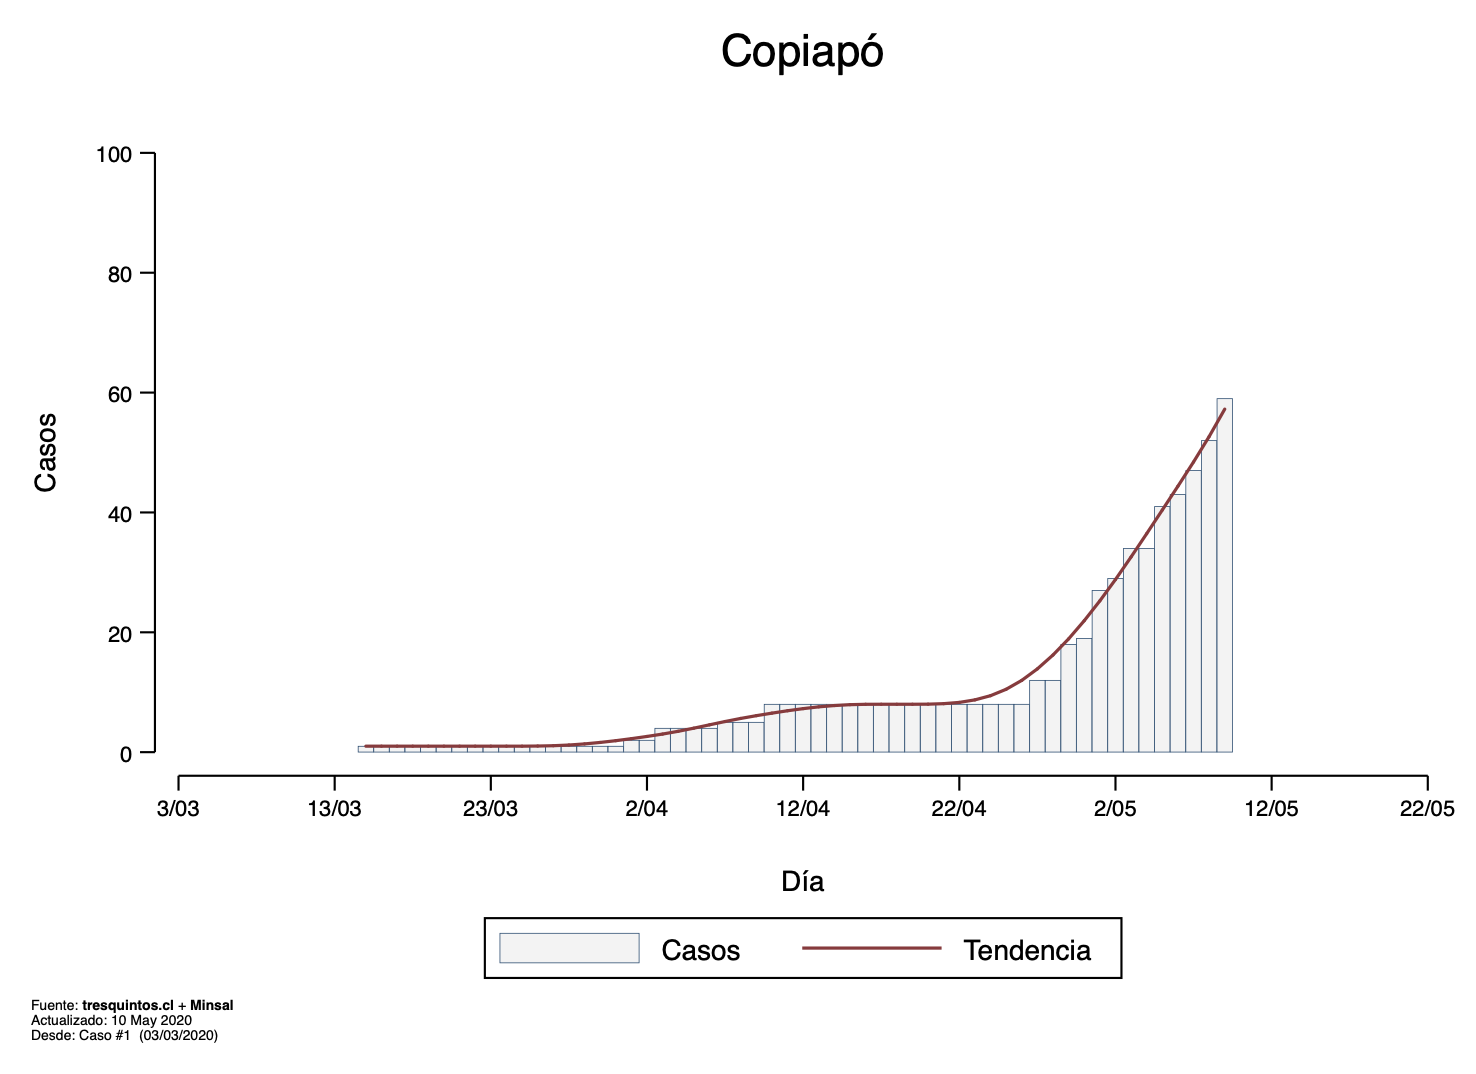 Copiapó
100
80
60
40
20
0
Casos
3/03 13/03 23/03 2/04 12/04 22/04 2/05 12/05 22/05
Día
Casos Tendencia
Fuente: tresquintos.cl + Minsal
Actualizado: 10 May 2020
Desde: Caso #1 (03/03/2020)